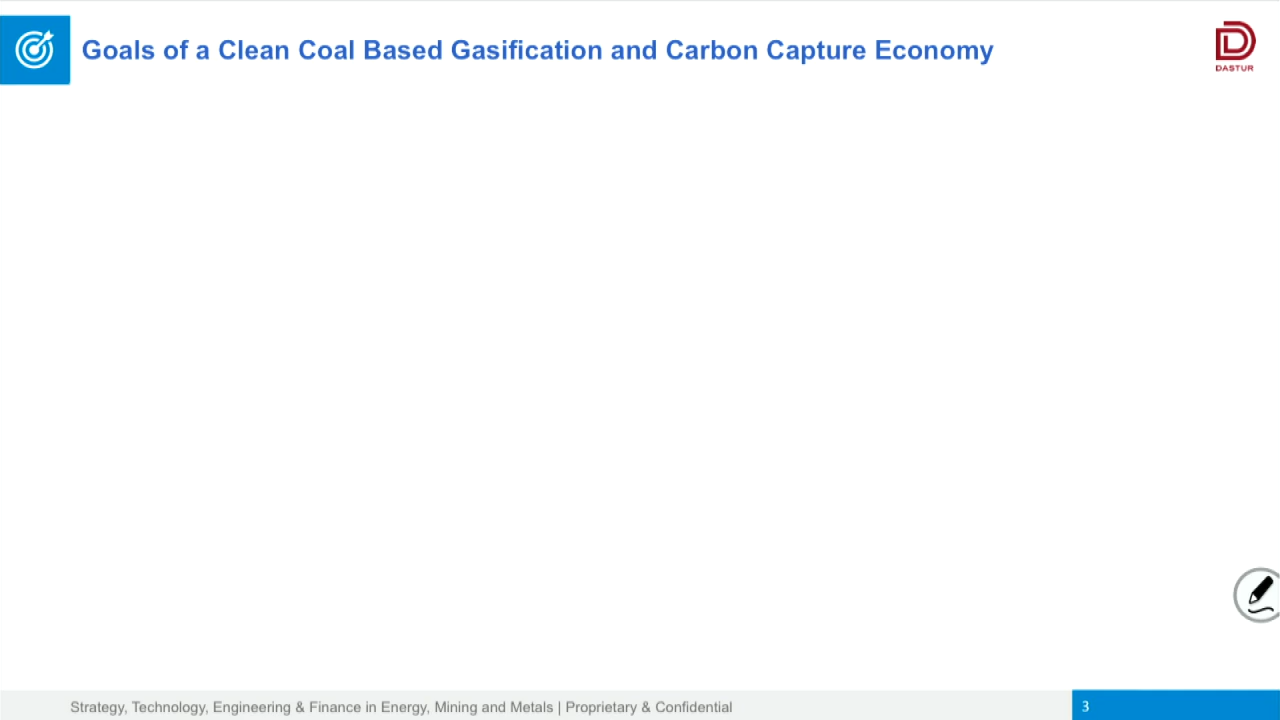 Goals of a Clean Coal Based Gasification and Carbon Capture Economy
DASTUR
Strategy, Technology, Engineering & Finance in Energy, Mining and Metals | Proprietary & Confidential
3